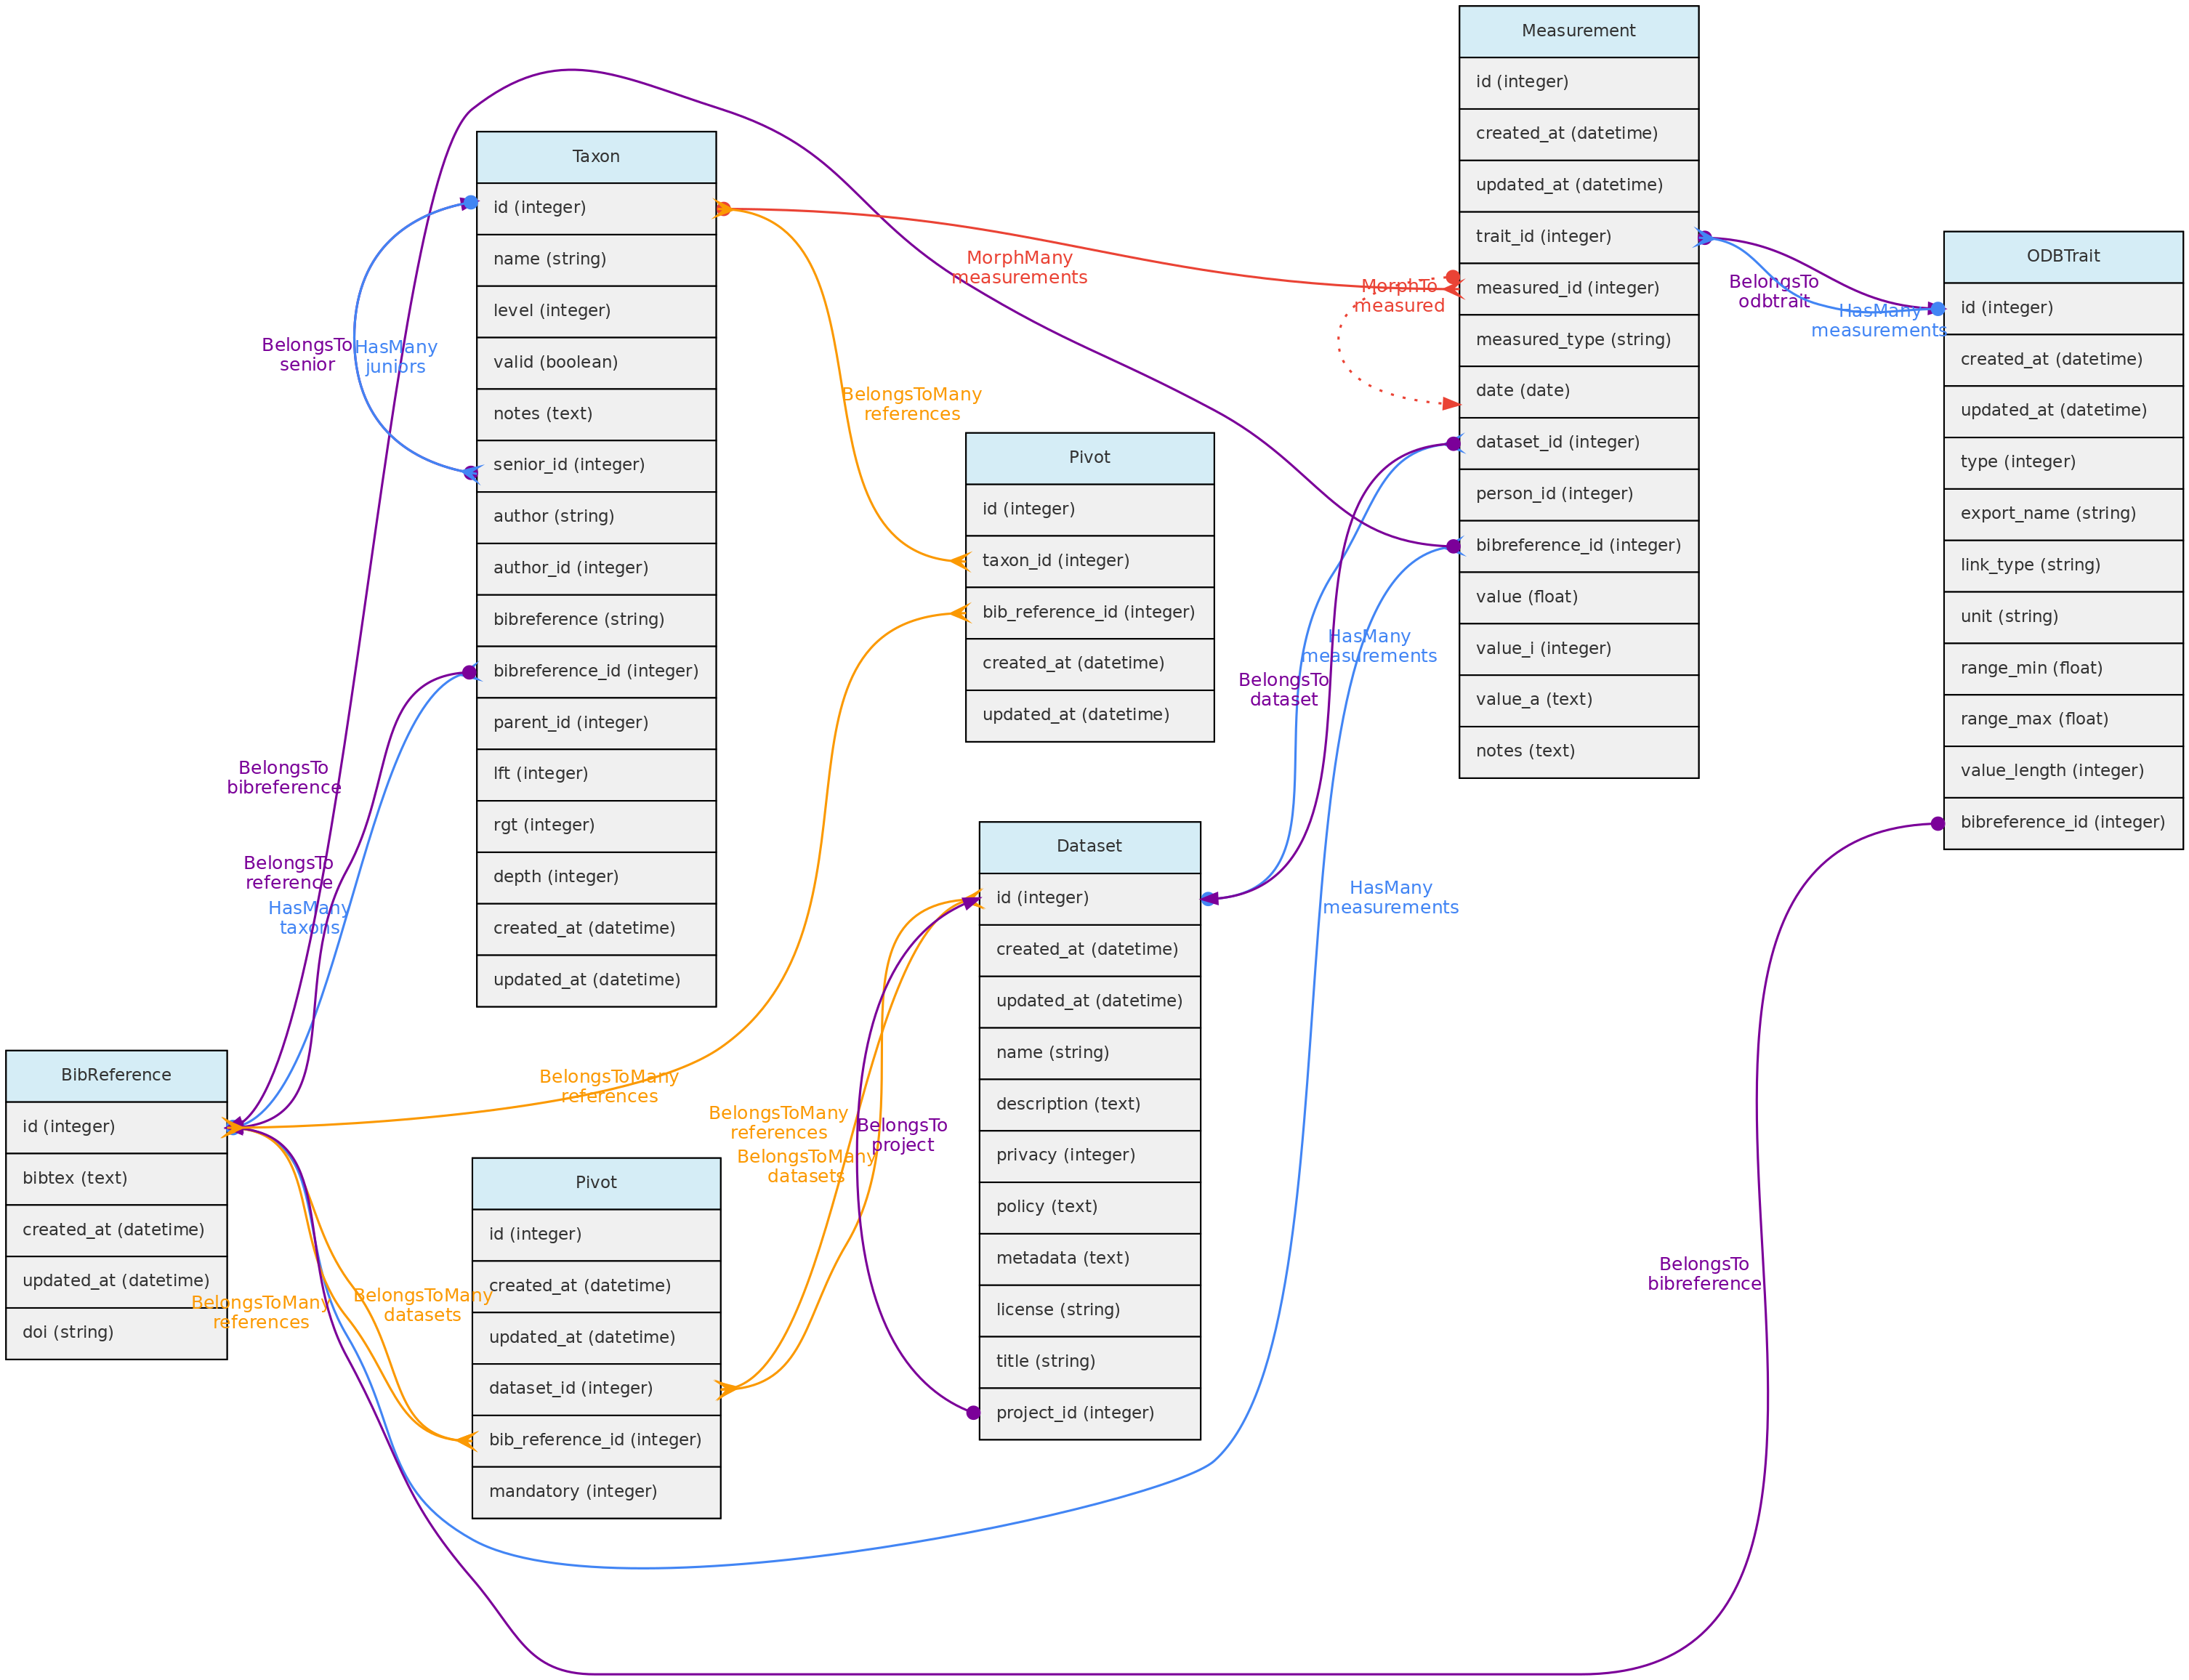 Measurement
id (integer)
created_at (datetime)
updated_at (datetime)
trait_id (integer)
measured_id (integer)
measured_type (string)
date (date)
dataset_id (integer)
person_id (integer)
bibreference_id (integer)
value (float)
value_i (integer)
value_a (text)
notes (text)
Taxon
id (integer)
name (string)
level (integer)
valid (boolean)
notes (text)
senior_id (integer)
author (string)
author_id (integer)
bibreference (string)
bibreference_id (integer)
parent_id (integer)
lft (integer)
rgt (integer)
depth (integer)
created_at (datetime)
updated_at (datetime)
ODBTrait
id (integer)
created_at (datetime)
updated_at (datetime)
type (integer)
export_name (string)
link_type (string)
unit (string)
range_min (float)
range_max (float)
value_length (integer)
bibreference_id (integer)
Pivot
id (integer)
taxon_id (integer)
bib_reference_id (integer)
created_at (datetime)
updated_at (datetime)
Dataset
id (integer)
created_at (datetime)
updated_at (datetime)
name (string)
description (text)
privacy (integer)
policy (text)
metadata (text)
license (string)
title (string)
project_id (integer)
BibReference
id (integer)
bibtex (text)
created_at (datetime)
updated_at (datetime)
doi (string)
Pivot
id (integer)
created_at (datetime)
updated_at (datetime)
dataset_id (integer)
bib_reference_id (integer)
mandatory (integer)
MorphMany
measurements
MorphTo
measured
BelongsTo
odbtrait
HasMany
measurements
BelongsTo
senior
HasMany
juniors
BelongsToMany
references
HasMany
measurements
BelongsTo
dataset
BelongsTo
bibreference
BelongsTo
reference
HasMany
taxons
HasMany
measurements
BelongsToMany
references
BelongsToMany
references
BelongsToMany
datasets
BelongsTo
project
BelongsToMany
references
BelongsToMany
datasets
BelongsTo
bibreference